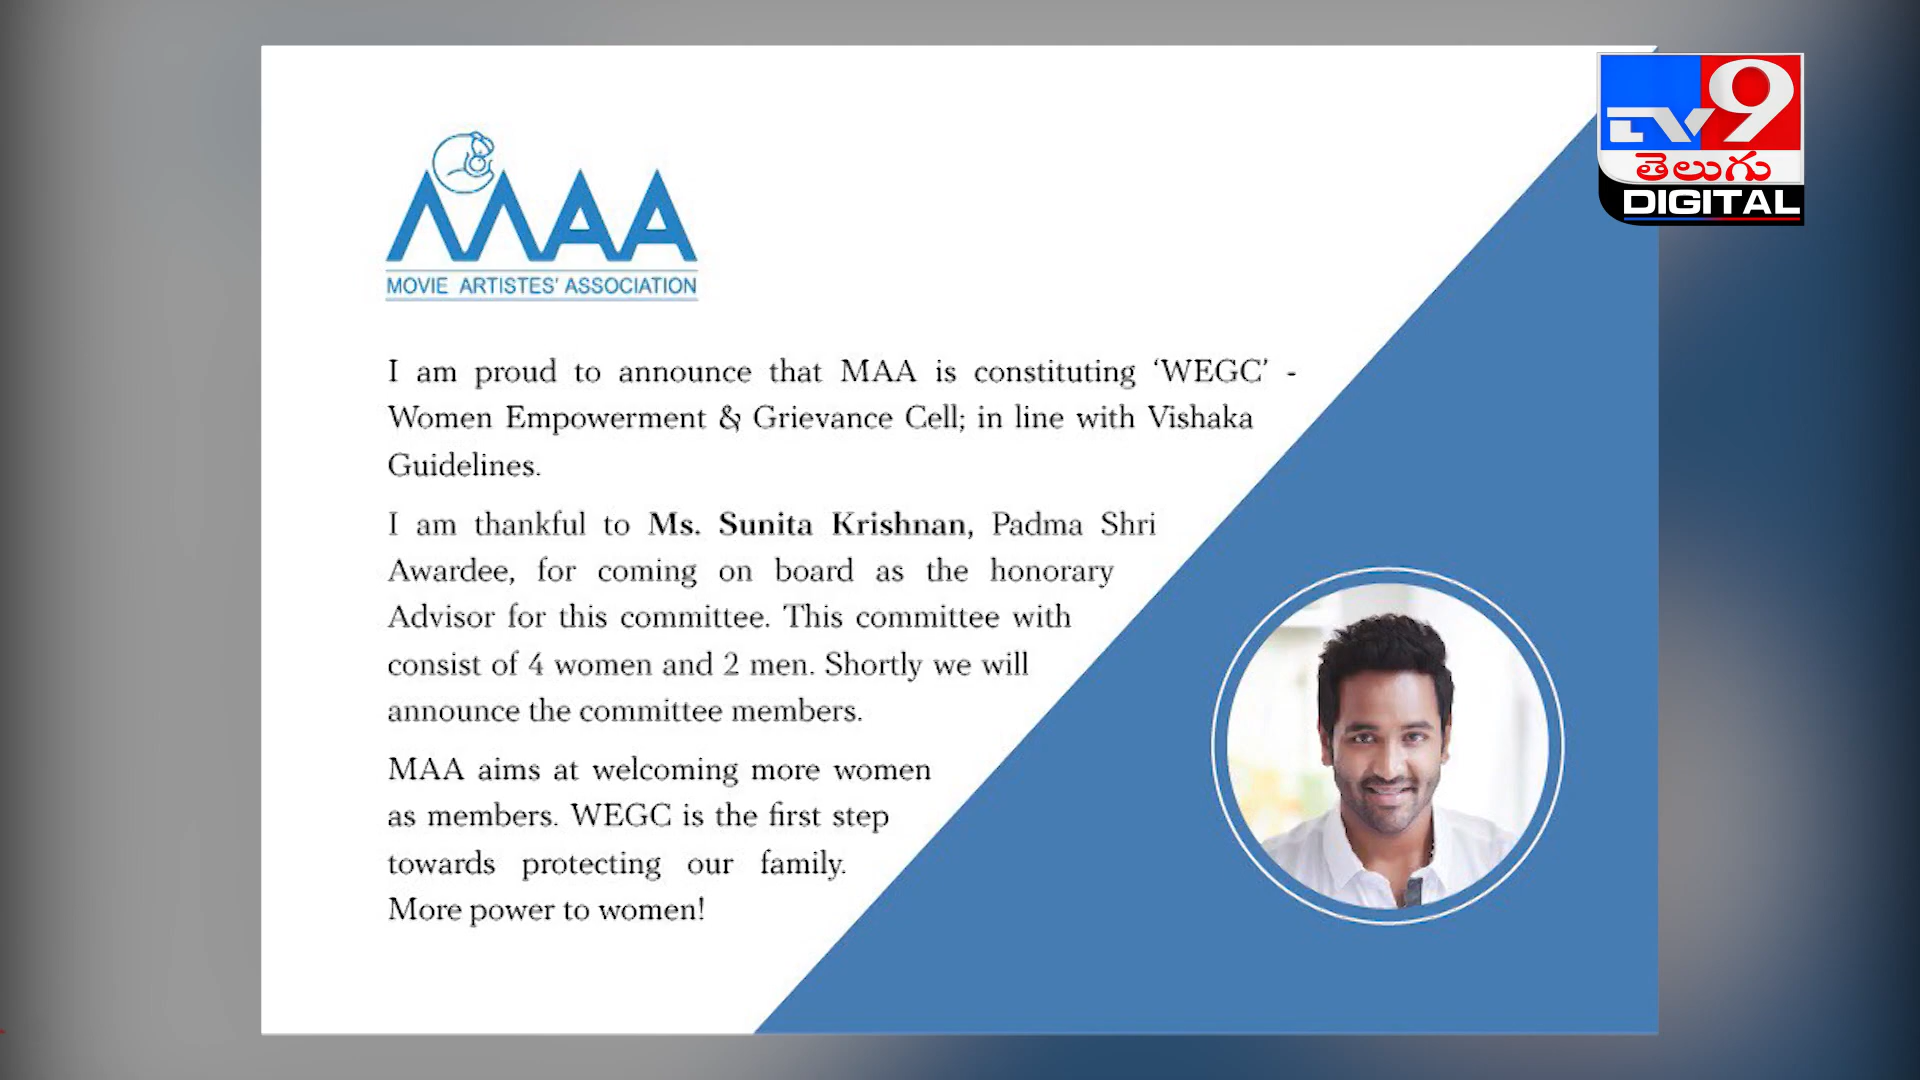 TV9
తెలుగు
DIGITAL
MAA
MOVIE ARTISTES' ASSOCIATION
I am proud to announce that MAA is constituting ‘WEGC’ -
Women Empowerment & Grievance Cell; in line with Vishaka
Guidelines.
I am thankful to Ms. Sunita Krishnan, Padma Shri
Awardee, for coming on board as the honorary
Advisor for this committee. This committee with
consist of 4 women and 2 men. Shortly we will
announce the committee members.
MAA aims at welcoming more women
as members. WEGC is the first step
towards protecting our family.
More power to women!